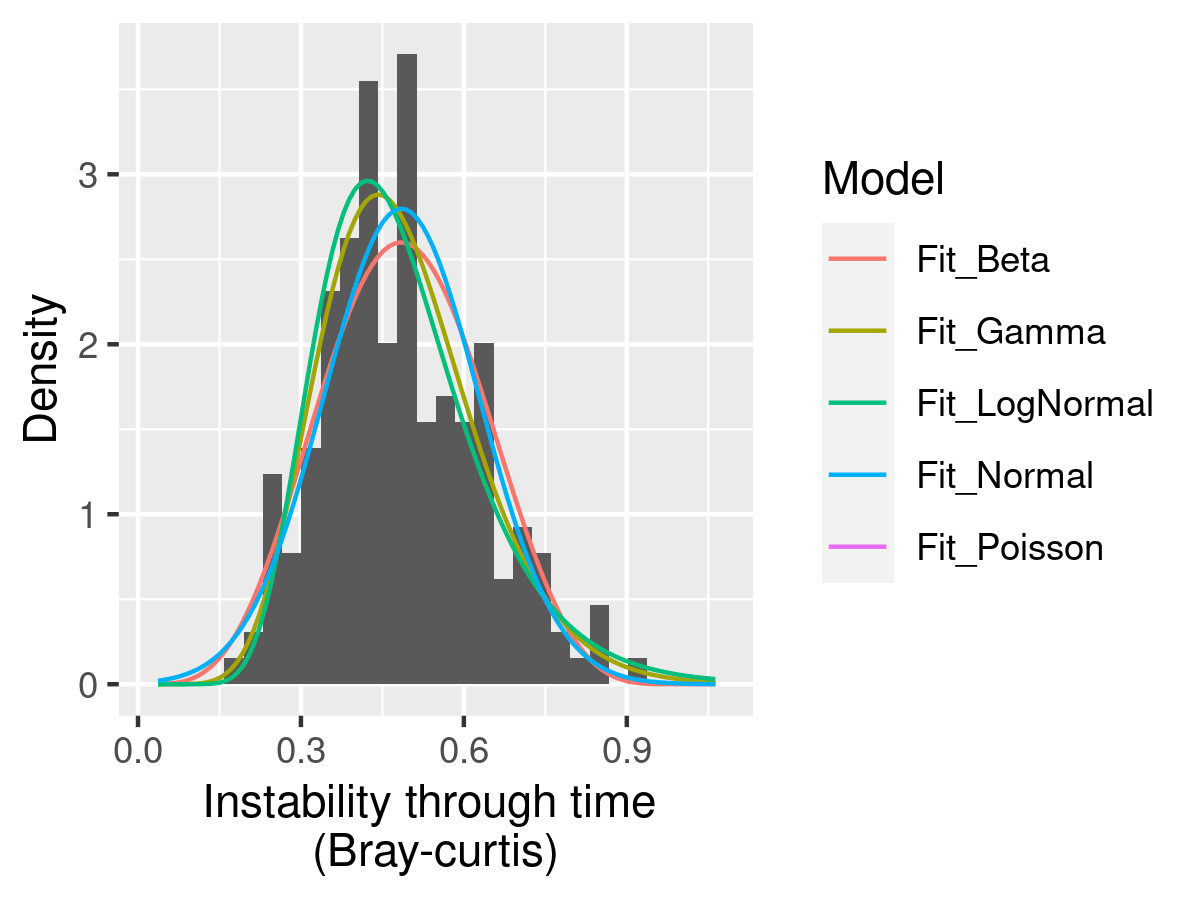 3
2
1
0
Density
0.0 0.3 0.6 0.9
Instability through time
(Bray-curtis)
Model
Fit_Beta
Fit_Gamma
Fit_LogNormal
Fit_Normal
Fit_Poisson